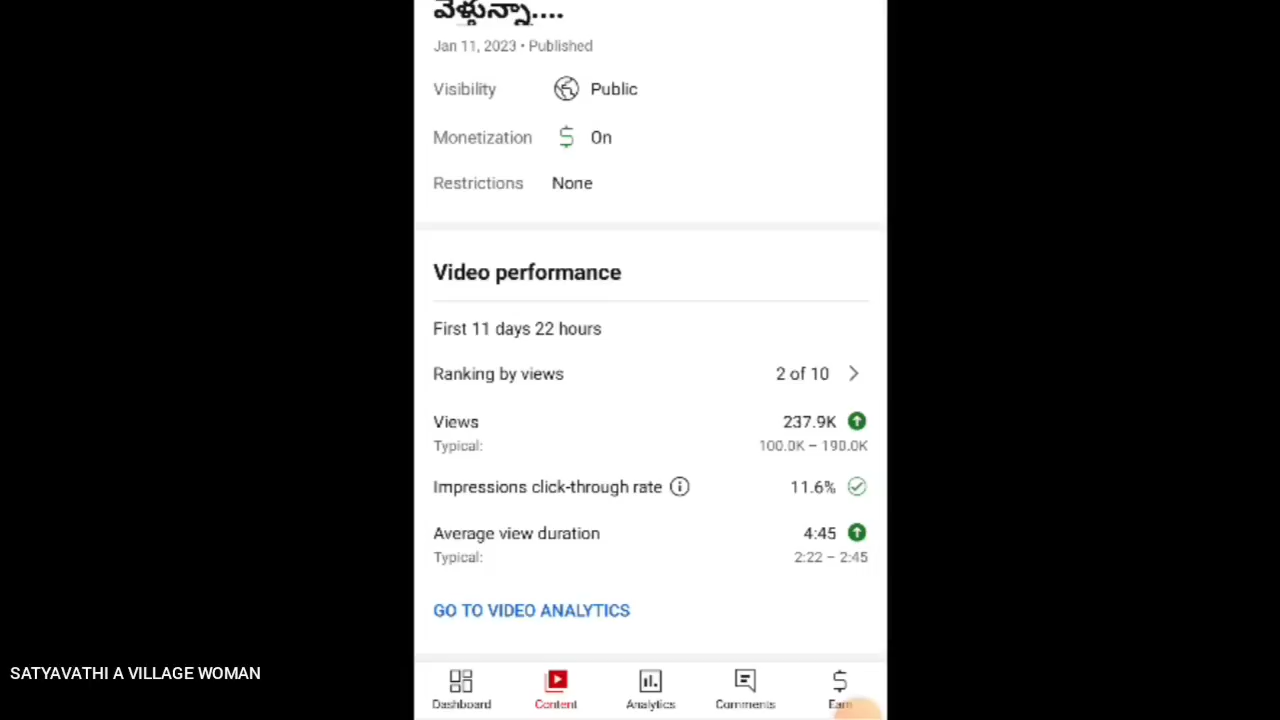 వెళ్తున్నా....
Jan 11, 2023 • Published
Visibility Public
Monetization On
Restrictions None
Video performance
First 11 days 22 hours
Ranking by views 2 of 10
Views 237.9K
Typical: 100.0K – 190.0K
Impressions click-through rate 11.6%
Average view duration 4:45
Typical: 2:22 – 2:45
GO TO VIDEO ANALYTICS
SATYAVATHI A VILLAGE WOMAN
Dashboard Content Analytics Comments Earn